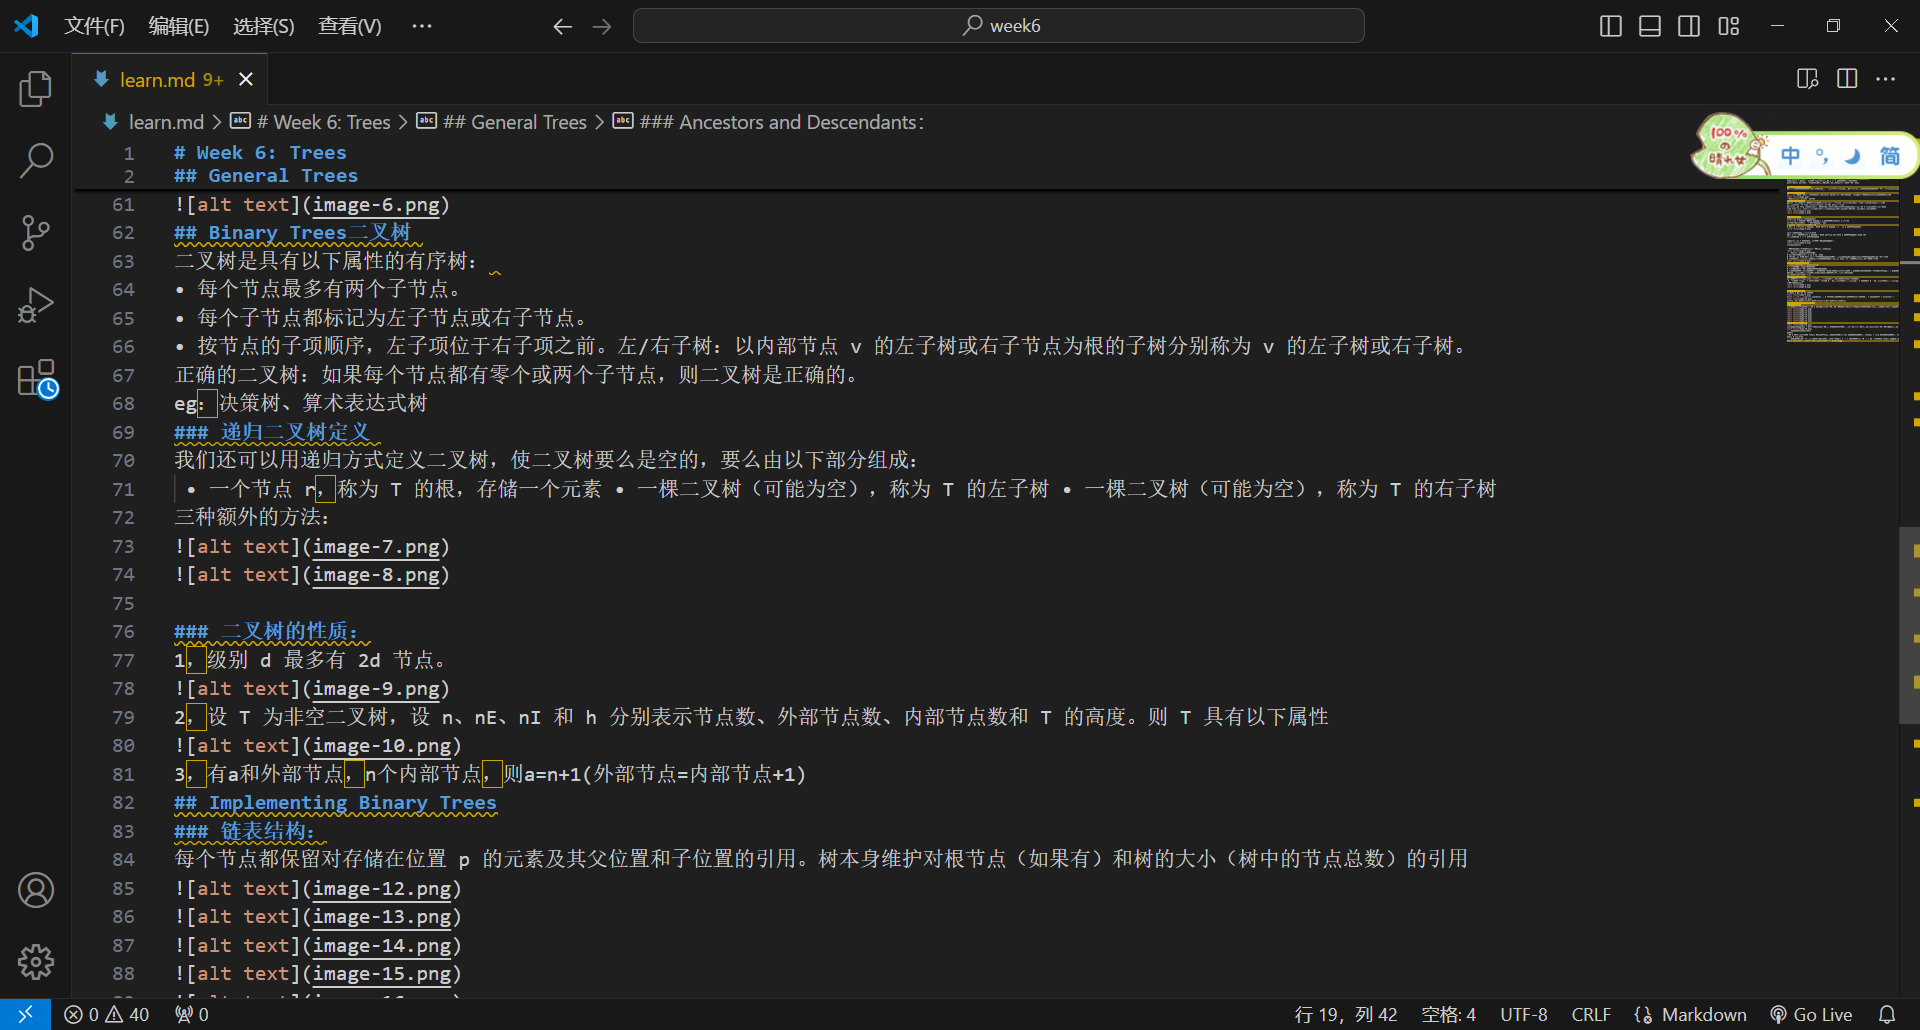 文件(F) 编辑(E) 选择(S) 查看(V) ··· week6
learn.md 9+
learn.md > # Week 6: Trees > ## General Trees > ### Ancestors and Descendants：
100%の晴れ女 中 °, 简
1 # Week 6: Trees
2 ## General Trees
61 ![alt text](image-6.png)
62 ## Binary Trees二叉树
63 二叉树是具有以下属性的有序树：
64 • 每个节点最多有两个子节点。
65 • 每个子节点都标记为左子节点或右子节点。
66 • 按节点的子项顺序，左子项位于右子项之前。左/右子树：以内部节点 v 的左子树或右子节点为根的子树分别称为 v 的左子树或右子树。
67 正确的二叉树：如果每个节点都有零个或两个子节点，则二叉树是正确的。
68 eg：决策树、算术表达式树
69 ### 递归二叉树定义
70 我们还可以用递归方式定义二叉树，使二叉树要么是空的，要么由以下部分组成：
71 • 一个节点 r，称为 T 的根，存储一个元素 • 一棵二叉树（可能为空），称为 T 的左子树 • 一棵二叉树（可能为空），称为 T 的右子树
72 三种额外的方法：
73 ![alt text](image-7.png)
74 ![alt text](image-8.png)
75
76 ### 二叉树的性质：
77 1，级别 d 最多有 2d 节点。
78 ![alt text](image-9.png)
79 2，设 T 为非空二叉树，设 n、nE、nI 和 h 分别表示节点数、外部节点数、内部节点数和 T 的高度。则 T 具有以下属性
80 ![alt text](image-10.png)
81 3，有a和外部节点，n个内部节点，则a=n+1(外部节点=内部节点+1)
82 ## Implementing Binary Trees
83 ### 链表结构：
84 每个节点都保留对存储在位置 p 的元素及其父位置和子位置的引用。树本身维护对根节点（如果有）和树的大小（树中的节点总数）的引用
85 ![alt text](image-12.png)
86 ![alt text](image-13.png)
87 ![alt text](image-14.png)
88 ![alt text](image-15.png)
0 40 0 行 19，列 42 空格: 4 UTF-8 CRLF Markdown Go Live